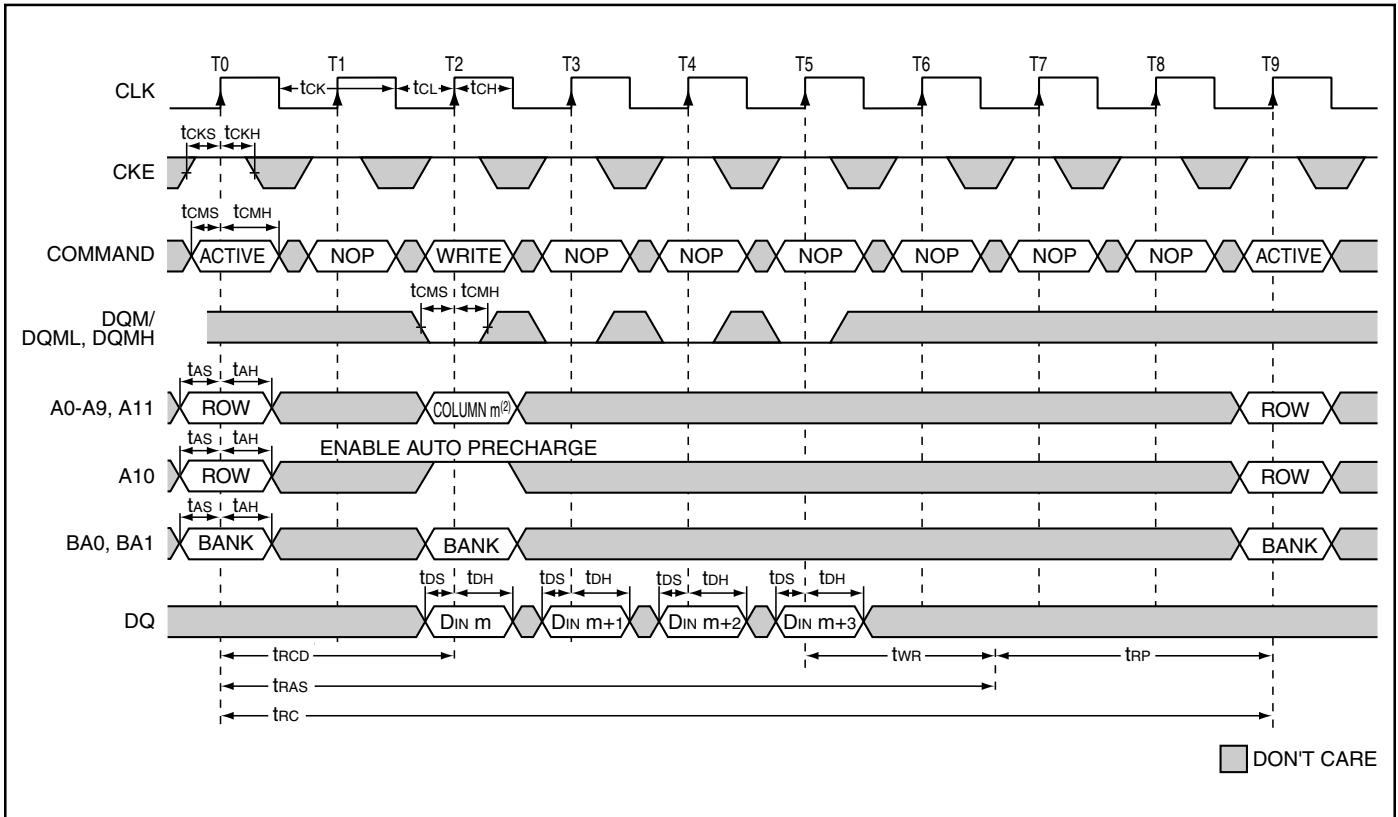 T0 T1 T2 T3 T4 T5 T6 T7 T8 T9
CLK tCK tCL tCH
tCKS tCKH
CKE
tCMS tCMH
COMMAND ACTIVE NOP WRITE NOP NOP NOP NOP NOP NOP ACTIVE
tCMS tCMH
DQM/
DQML, DQMH
tAS tAH
A0-A9, A11 ROW COLUMN m(2) ROW
tAS tAH ENABLE AUTO PRECHARGE
A10 ROW ROW
tAS tAH
BA0, BA1 BANK BANK BANK
tDS tDH tDS tDH tDS tDH tDS tDH
DQ DIN m DIN m+1 DIN m+2 DIN m+3
tRCD tWR tRP
tRAS
tRC
DON'T CARE